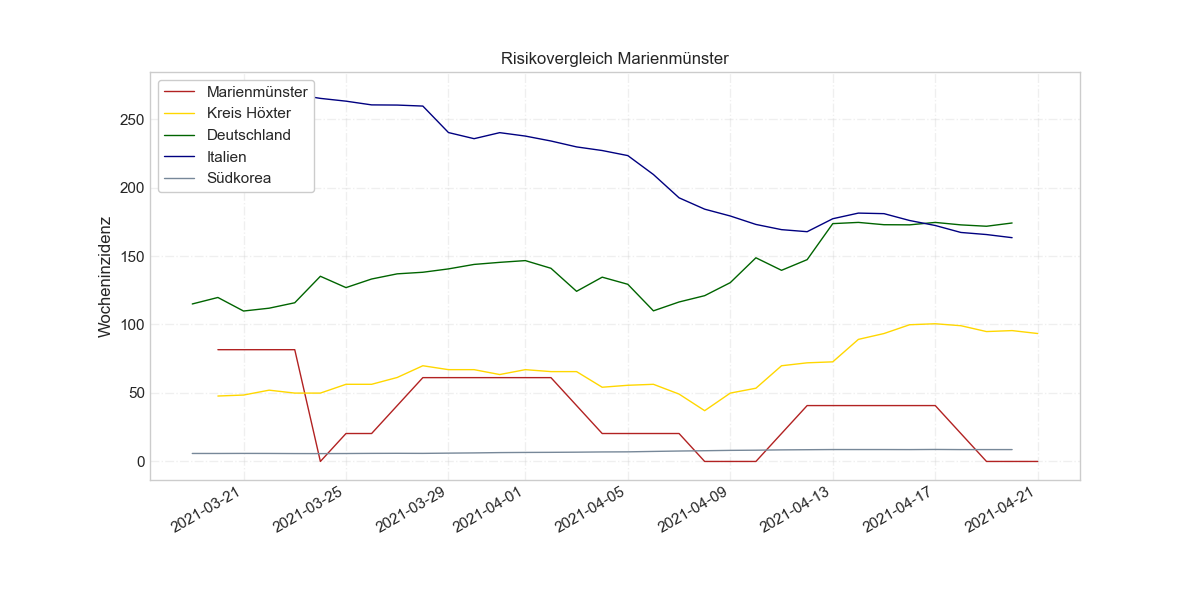 Risikovergleich Marienmünster
Marienmünster
Kreis Höxter
Deutschland
Italien
Südkorea
Wocheninzidenz
250
200
150
100
50
0
2021-03-21
2021-03-25
2021-03-29
2021-04-01
2021-04-05
2021-04-09
2021-04-13
2021-04-17
2021-04-21